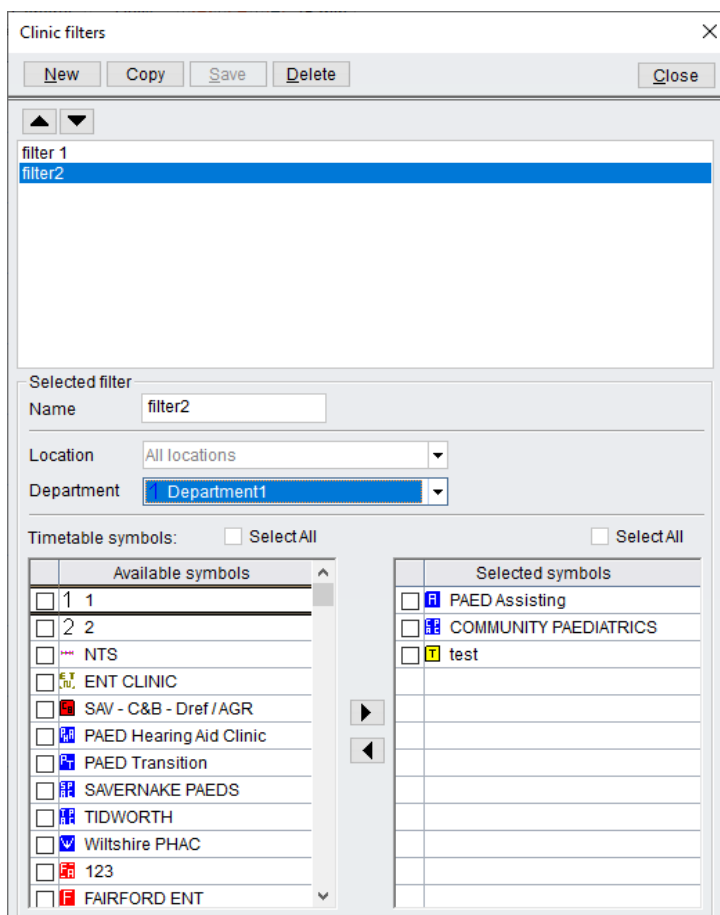 Clinic filters
New Copy Save Delete Close
filter 1
filter2
Selected filter
Name filter2
Location All locations
Department 1 Department1
Timetable symbols: Select All Select All
Available symbols Selected symbols
1 1 A PAED Assisting
2 2 COMMUNITY PAEDIATRICS
NTS T test
ENT CLINIC
SAV - C&B - Dref / AGR
PAED Hearing Aid Clinic
PT PAED Transition
SAVERNAKE PAEDS
TIDWORTH
Wiltshire PHAC
123
F FAIRFORD ENT